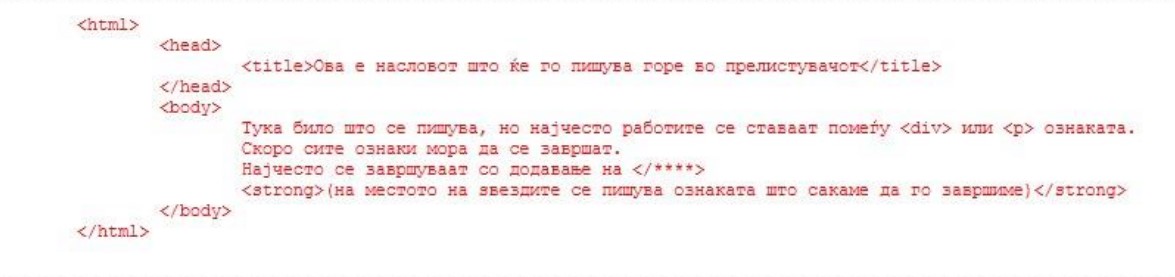 <html>
<head>
<title>Ова е насловот што ќе го пишува горе во прелистувачот</title>
</head>
<body>
Тука било што се пишува, но најчесто работите се ставаат помеѓу <div> или <p> ознаката.
Скоро сите ознаки мора да се завршат.
Најчесто се завршуваат со додавање на </****>
<strong>(на местото на ѕвездите се пишува ознаката што сакаме да го завршиме)</strong>
</body>
</html>